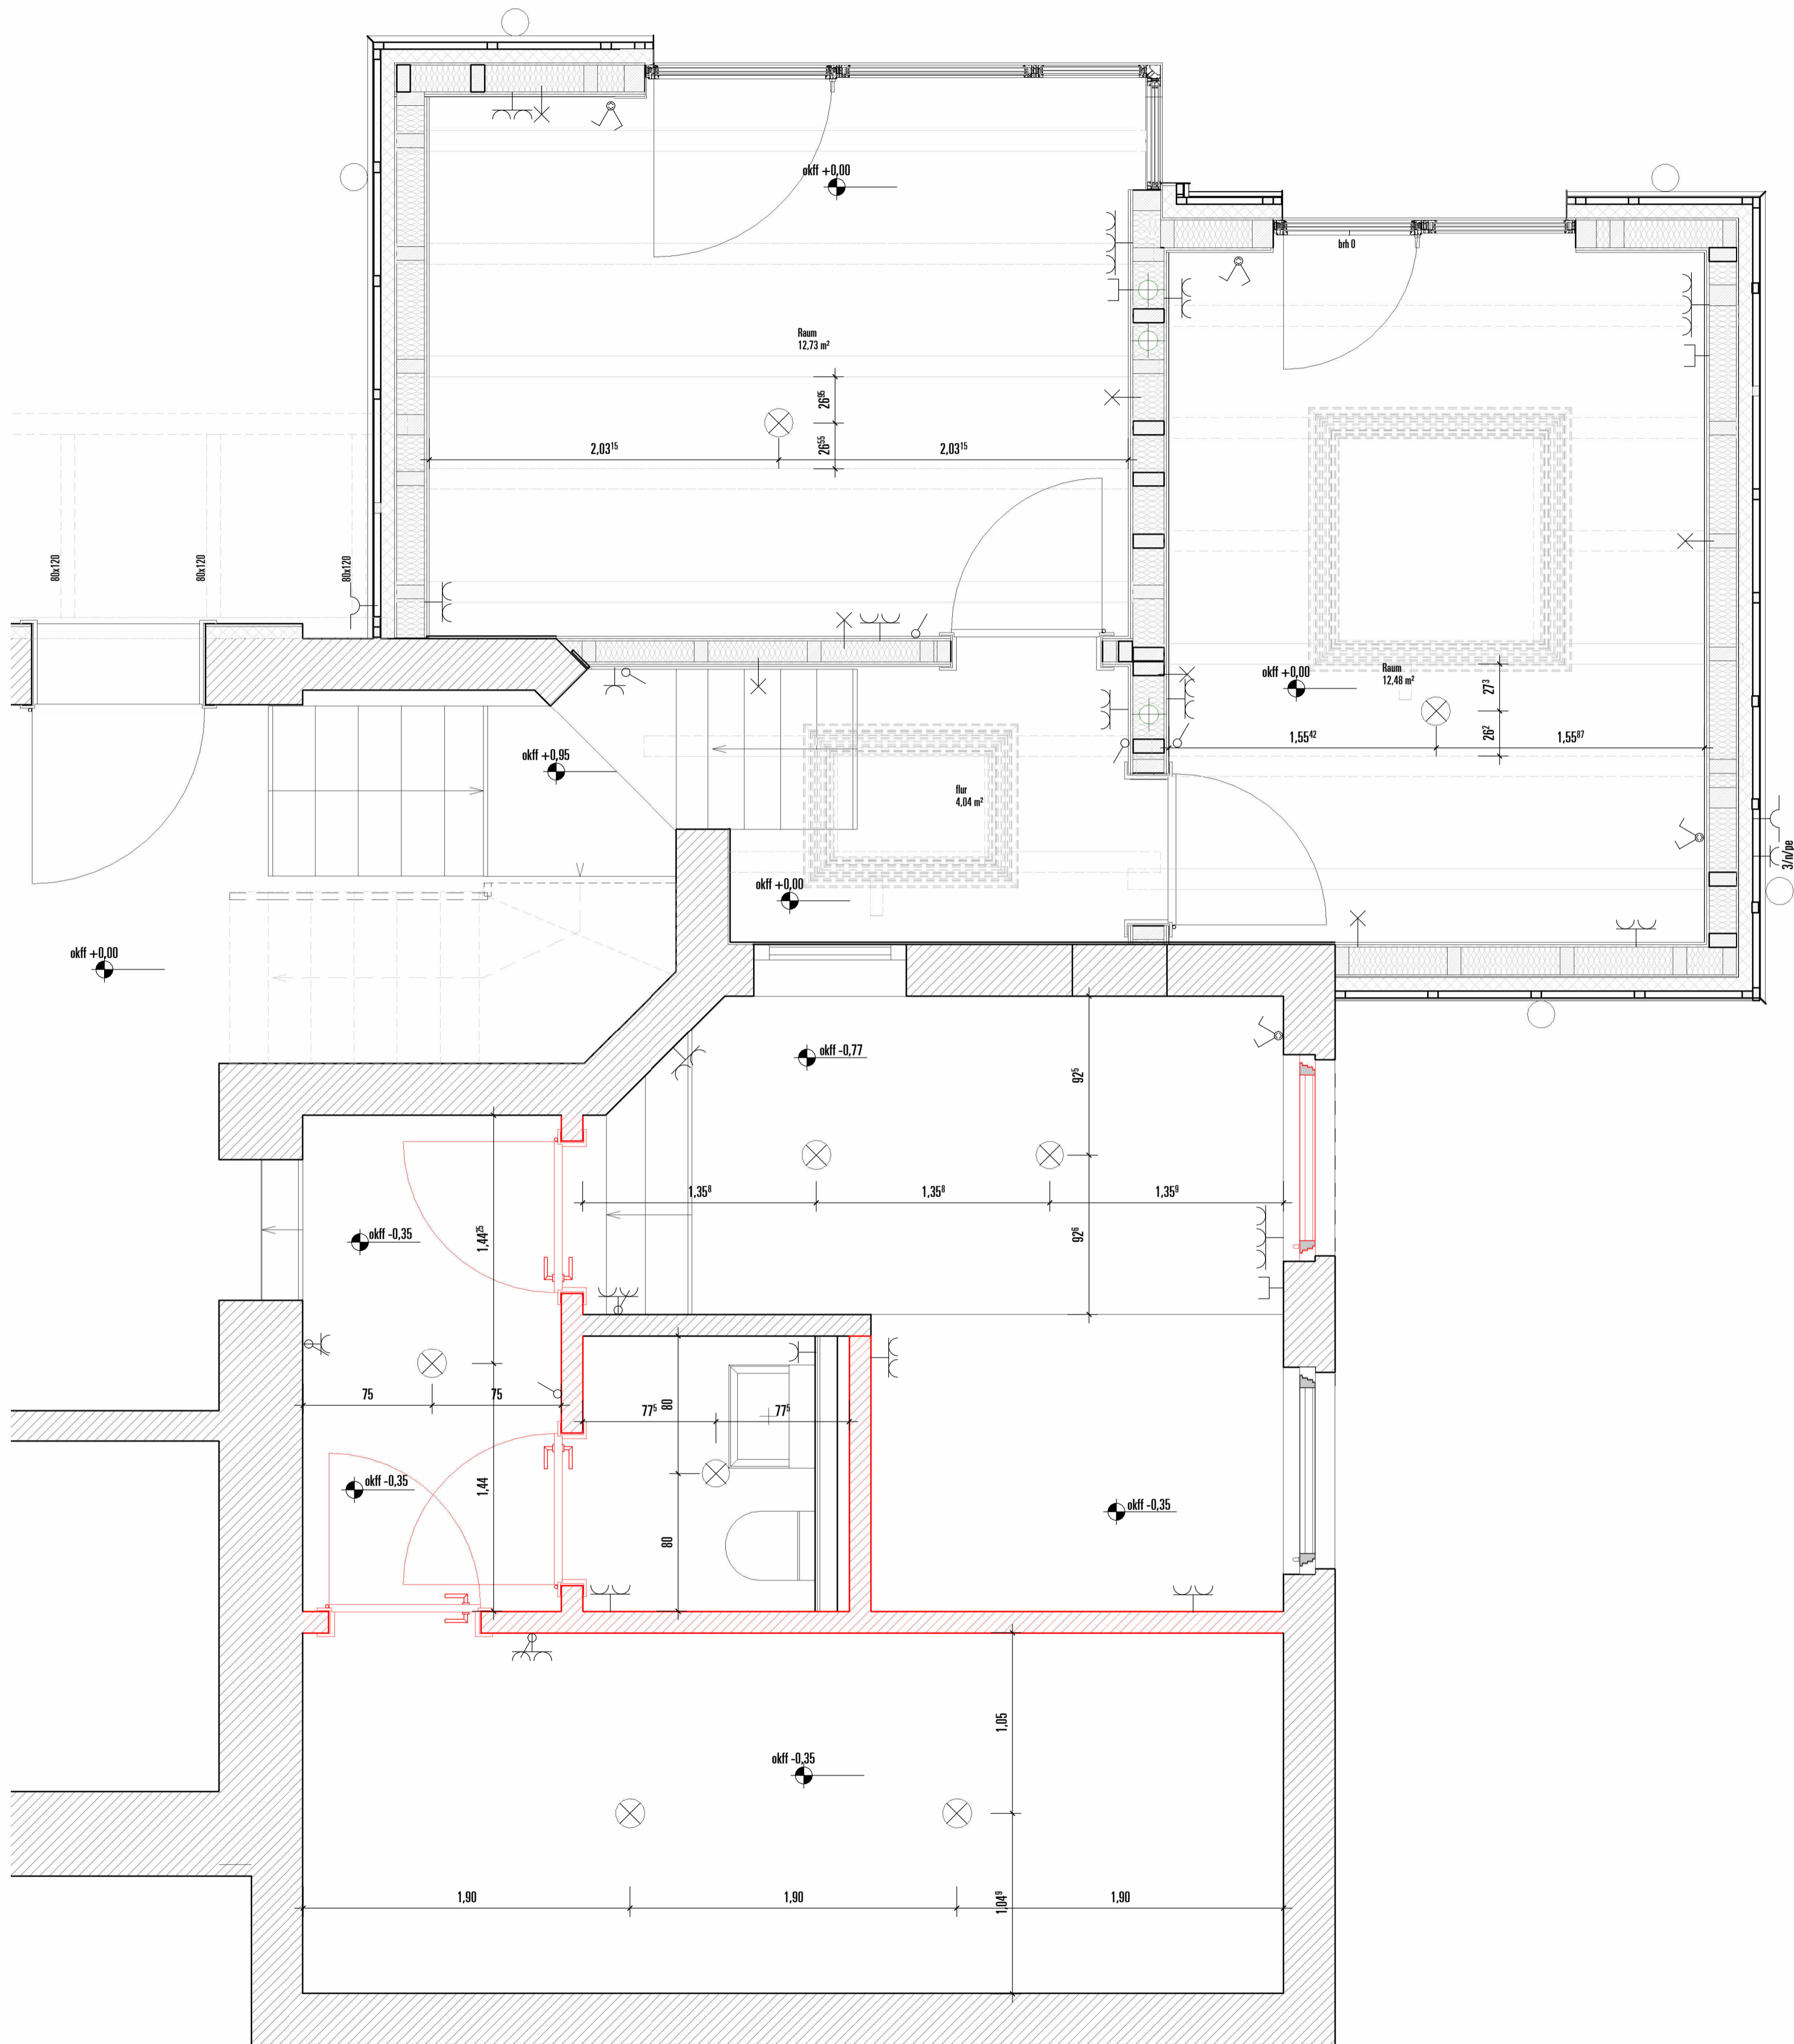 okff +0,00
brh 0
Raum
12,73 m²
26⁹⁵
26⁵⁵
2,03¹⁵
2,03¹⁵
80x120
80x120
80x120
okff +0,00
Raum
12,48 m²
27³
26²
1,55⁴²
1,55⁸⁷
okff +0,95
flur
4,04 m²
3/n/pe
okff +0,00
okff +0,00
okff -0,77
92⁵
1,35⁸
1,35⁸
1,35⁹
okff -0,35
1,44²⁵
92⁶
75
75
77⁵
80
77⁵
okff -0,35
1,44
80
okff -0,35
1,05
okff -0,35
1,90
1,90
1,04⁹
1,90